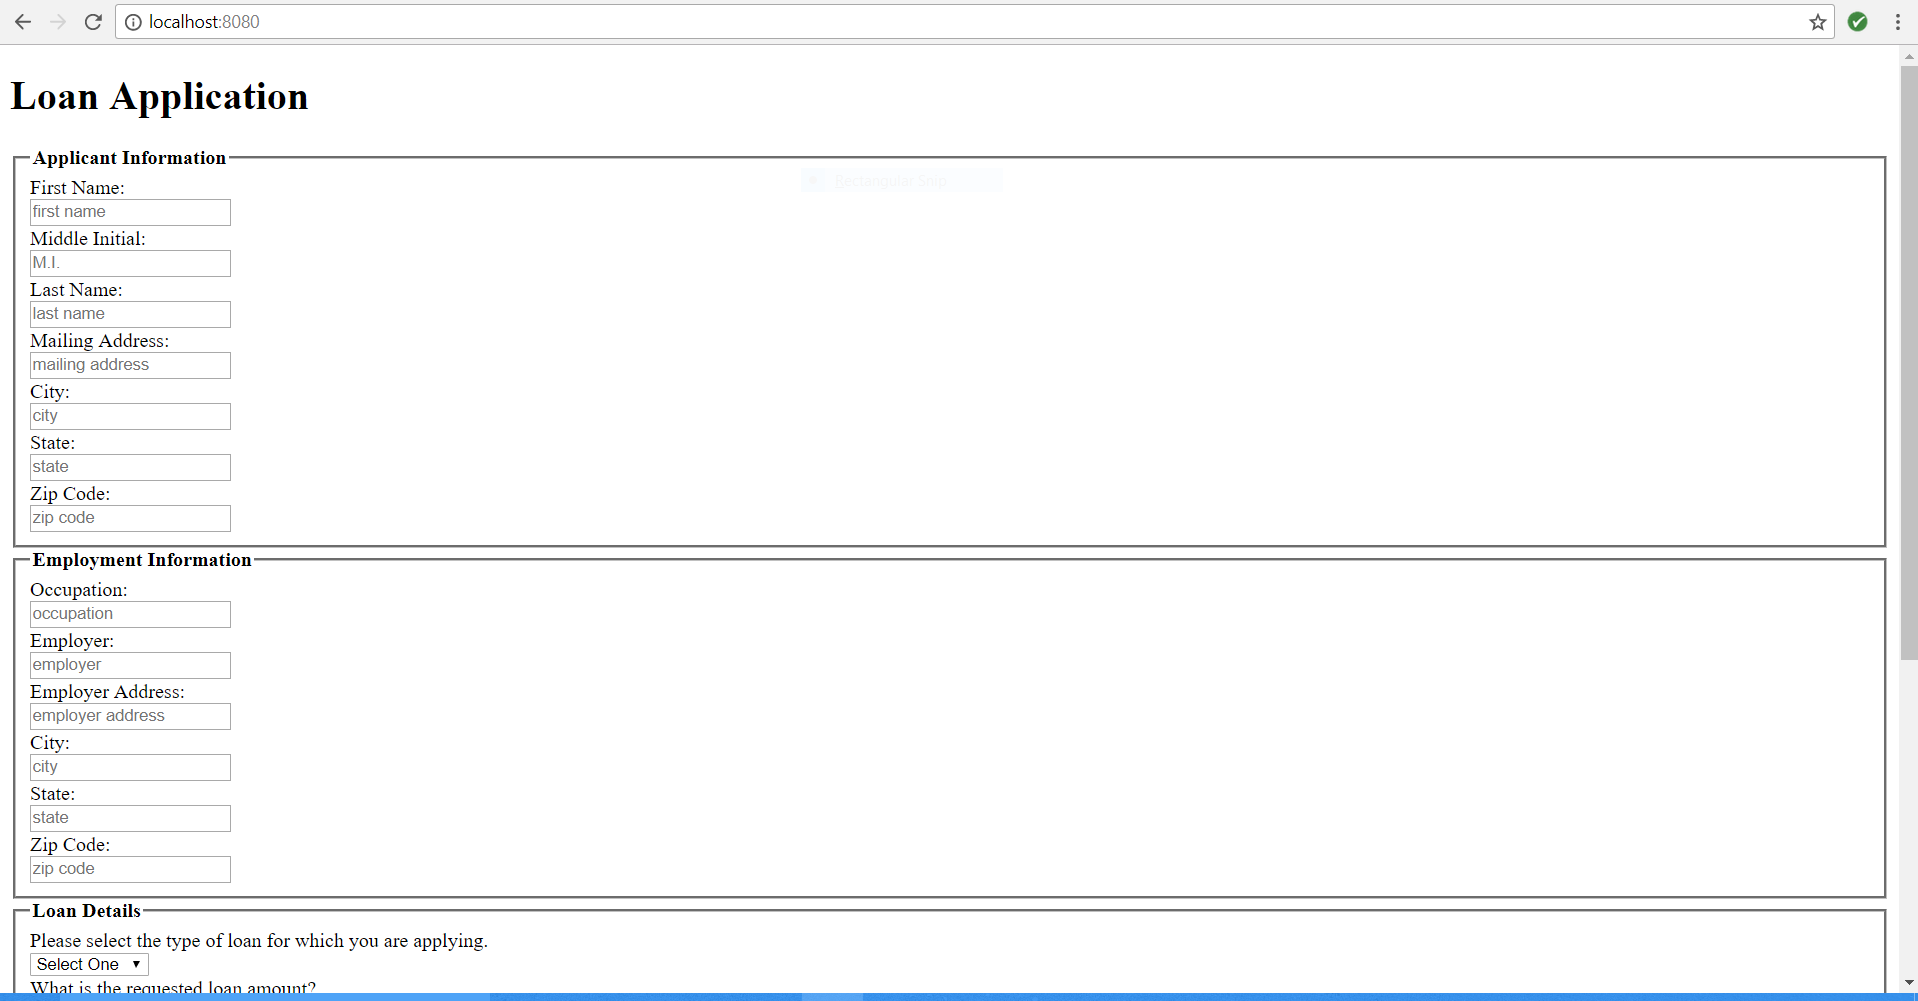 localhost:8080
Loan Application
Applicant Information
First Name:
first name
Rectangular Snip
Middle Initial:
M.I.
Last Name:
last name
Mailing Address:
mailing address
City:
city
State:
state
Zip Code:
zip code
Employment Information
Occupation:
occupation
Employer:
employer
Employer Address:
employer address
City:
city
State:
state
Zip Code:
zip code
Loan Details
Please select the type of loan for which you are applying.
Select One
What is the requested loan amount?